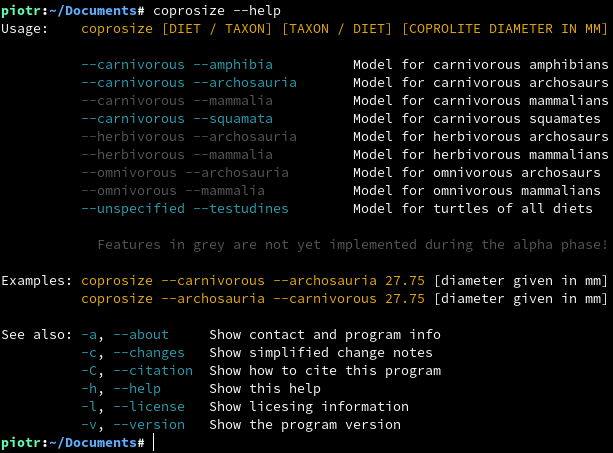 piotr:~/Documents# coprosize --help
Usage: coprosize [DIET / TAXON] [TAXON / DIET] [COPROLITE DIAMETER IN MM]
--carnivorous --amphibia Model for carnivorous amphibians
--carnivorous --archosauria Model for carnivorous archosaurs
--carnivorous --mammalia Model for carnivorous mammalians
--carnivorous --squamata Model for carnivorous squamates
--herbivorous --archosauria Model for herbivorous archosaurs
--herbivorous --mammalia Model for herbivorous mammalians
--omnivorous --archosauria Model for omnivorous archosaurs
--omnivorous --mammalia Model for omnivorous mammalians
--unspecified --testudines Model for turtles of all diets
Features in grey are not yet implemented during the alpha phase!
Examples: coprosize --carnivorous --archosauria 27.75 [diameter given in mm]
coprosize --archosauria --carnivorous 27.75 [diameter given in mm]
See also: -a, --about Show contact and program info
-c, --changes Show simplified change notes
-C, --citation Show how to cite this program
-h, --help Show this help
-l, --license Show licesing information
-v, --version Show the program version
piotr:~/Documents#